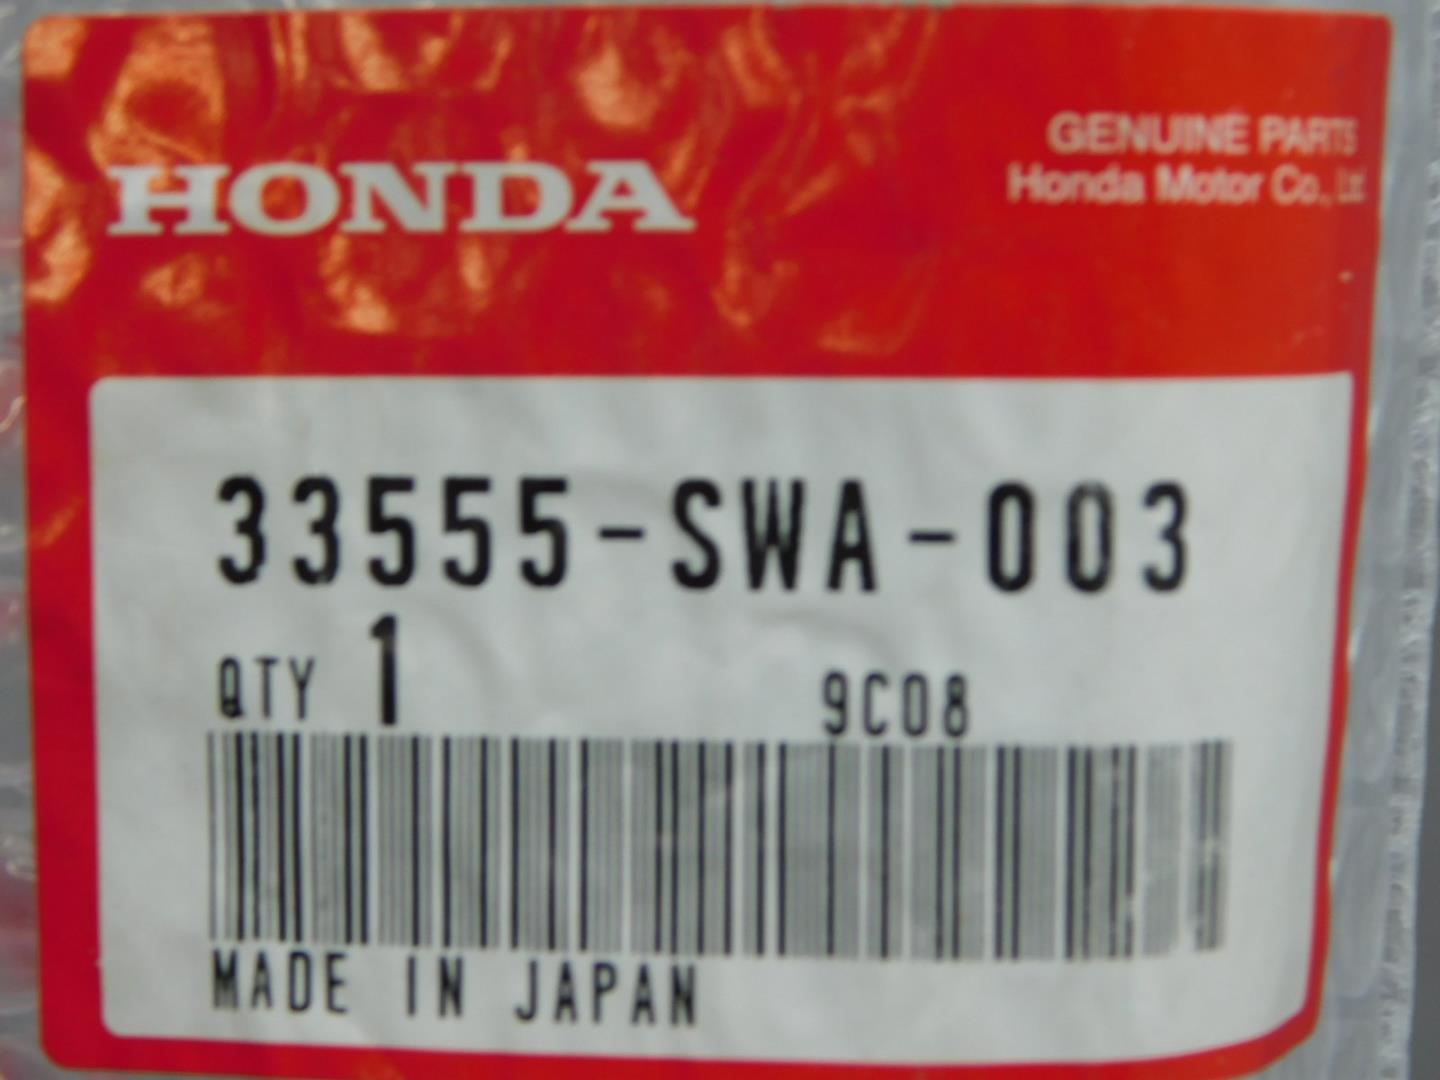 HONDA
GENUINE PARTS
Honda Motor Co., Ltd
33555-SWA-003
QTY 1 9C08
MADE IN JAPAN